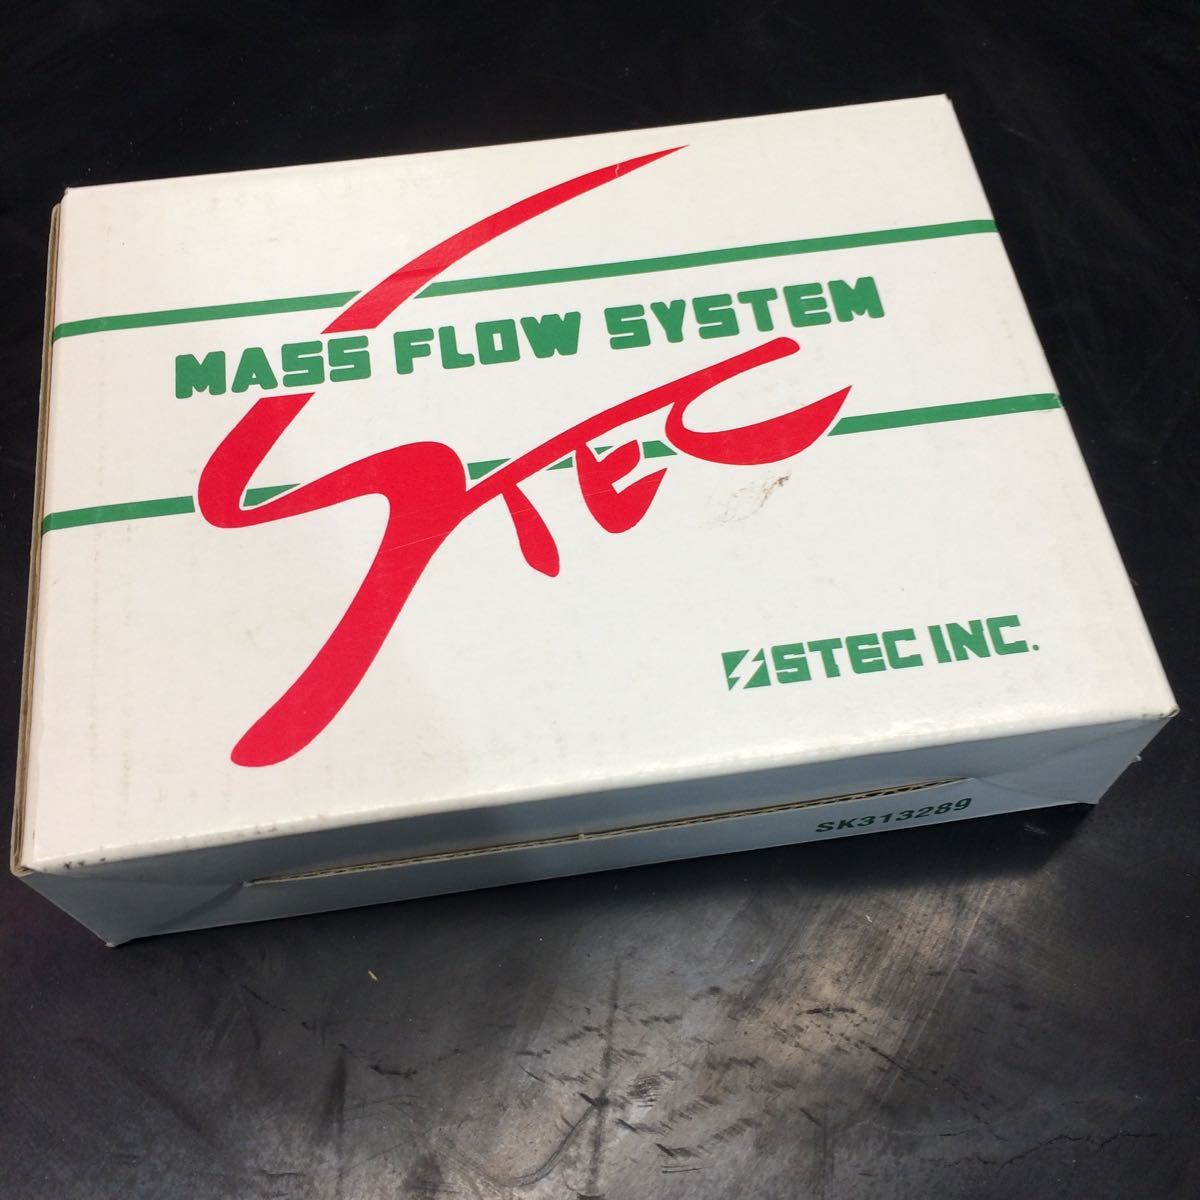 MASS FLOW SYSTEM
STEC
STEC INC.
SK313289